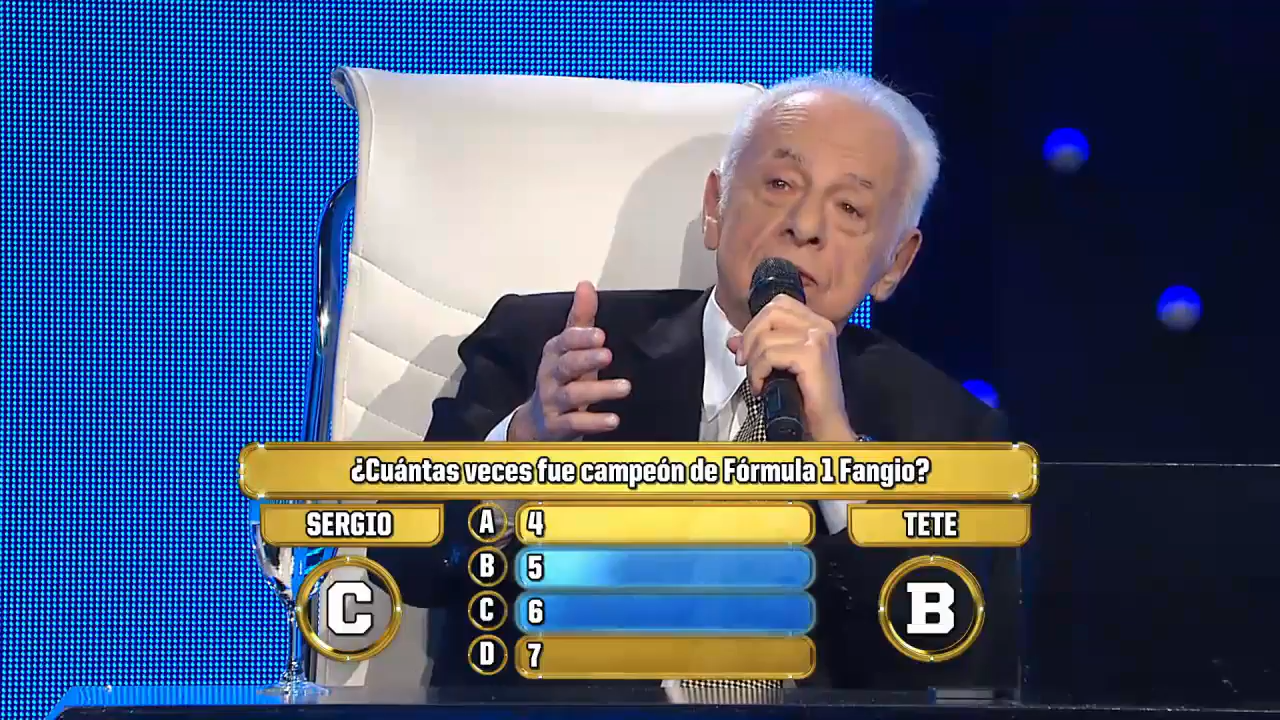 ¿Cuántas veces fue campeón de Fórmula 1 Fangio?
SERGIO
C
A 4
B 5
C 6
D 7
TETE
B